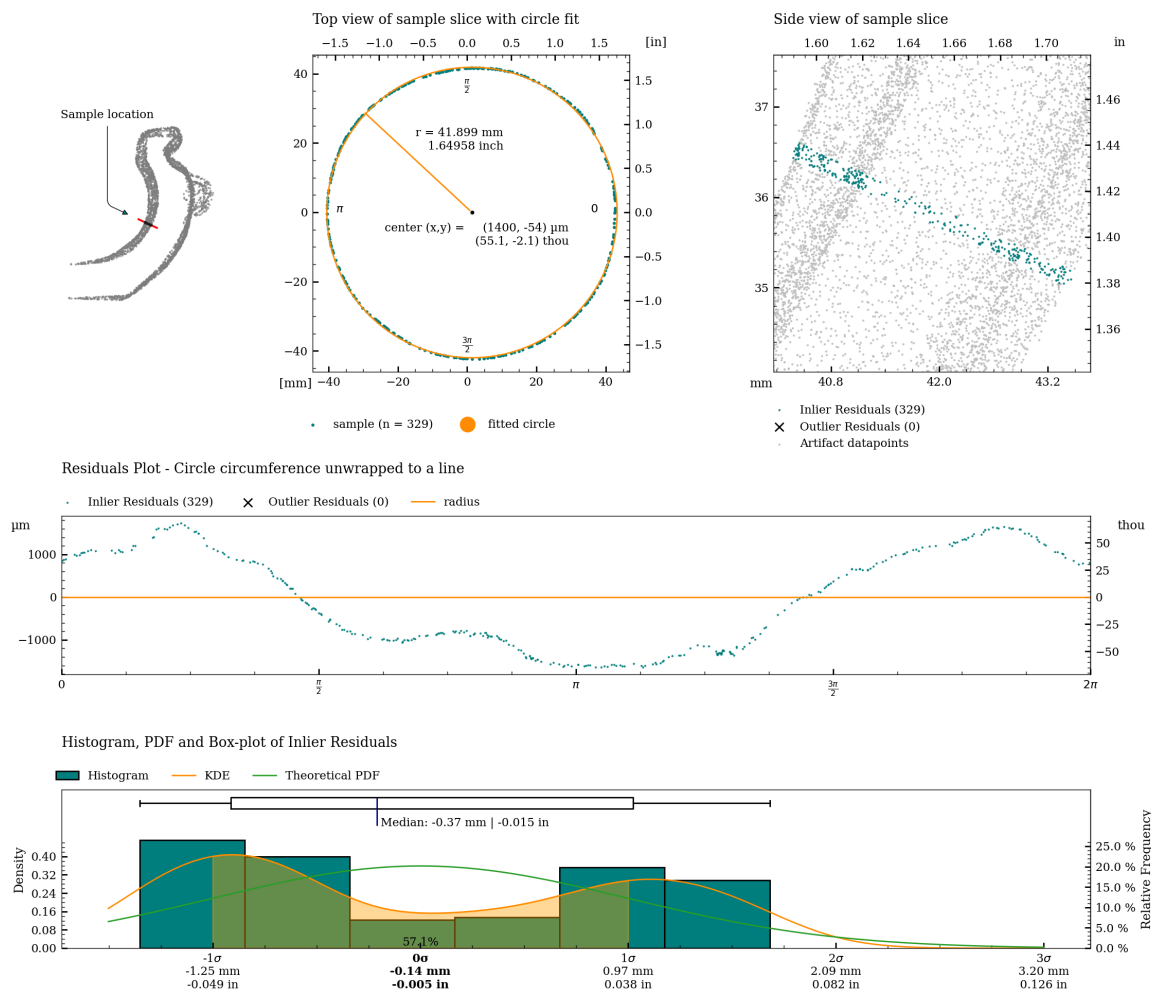 Top view of sample slice with circle fit
−1.5 −1.0 −0.5 0.0 0.5 1.0 1.5 [in]
Sample location
40
20
0
−20
−40
1.5
1.0
0.5
0.0
−0.5
−1.0
−1.5
π/2
r = 41.899 mm
1.64958 inch
π
0
center (x,y) = (1400, -54) µm
(55.1, -2.1) thou
3π/2
[mm] −40 −20 0 20 40
sample (n = 329) fitted circle
Side view of sample slice
1.60 1.62 1.64 1.66 1.68 1.70 in
37
36
35
1.46
1.44
1.42
1.40
1.38
1.36
mm 40.8 42.0 43.2
Inlier Residuals (329)
Outlier Residuals (0)
Artifact datapoints
Residuals Plot - Circle circumference unwrapped to a line
Inlier Residuals (329) Outlier Residuals (0) radius
µm
1000
0
−1000
thou
50
25
0
−25
−50
0 π/2 π 3π/2 2π
Histogram, PDF and Box-plot of Inlier Residuals
Histogram KDE Theoretical PDF
Median: -0.37 mm | -0.015 in
Density
0.40
0.32
0.24
0.16
0.08
0.00
25.0 %
20.0 %
15.0 %
10.0 %
5.0 %
0.0 %
Relative Frequency
57.1%
-1σ 0σ 1σ 2σ 3σ
-1.25 mm -0.14 mm 0.97 mm 2.09 mm 3.20 mm
-0.049 in -0.005 in 0.038 in 0.082 in 0.126 in